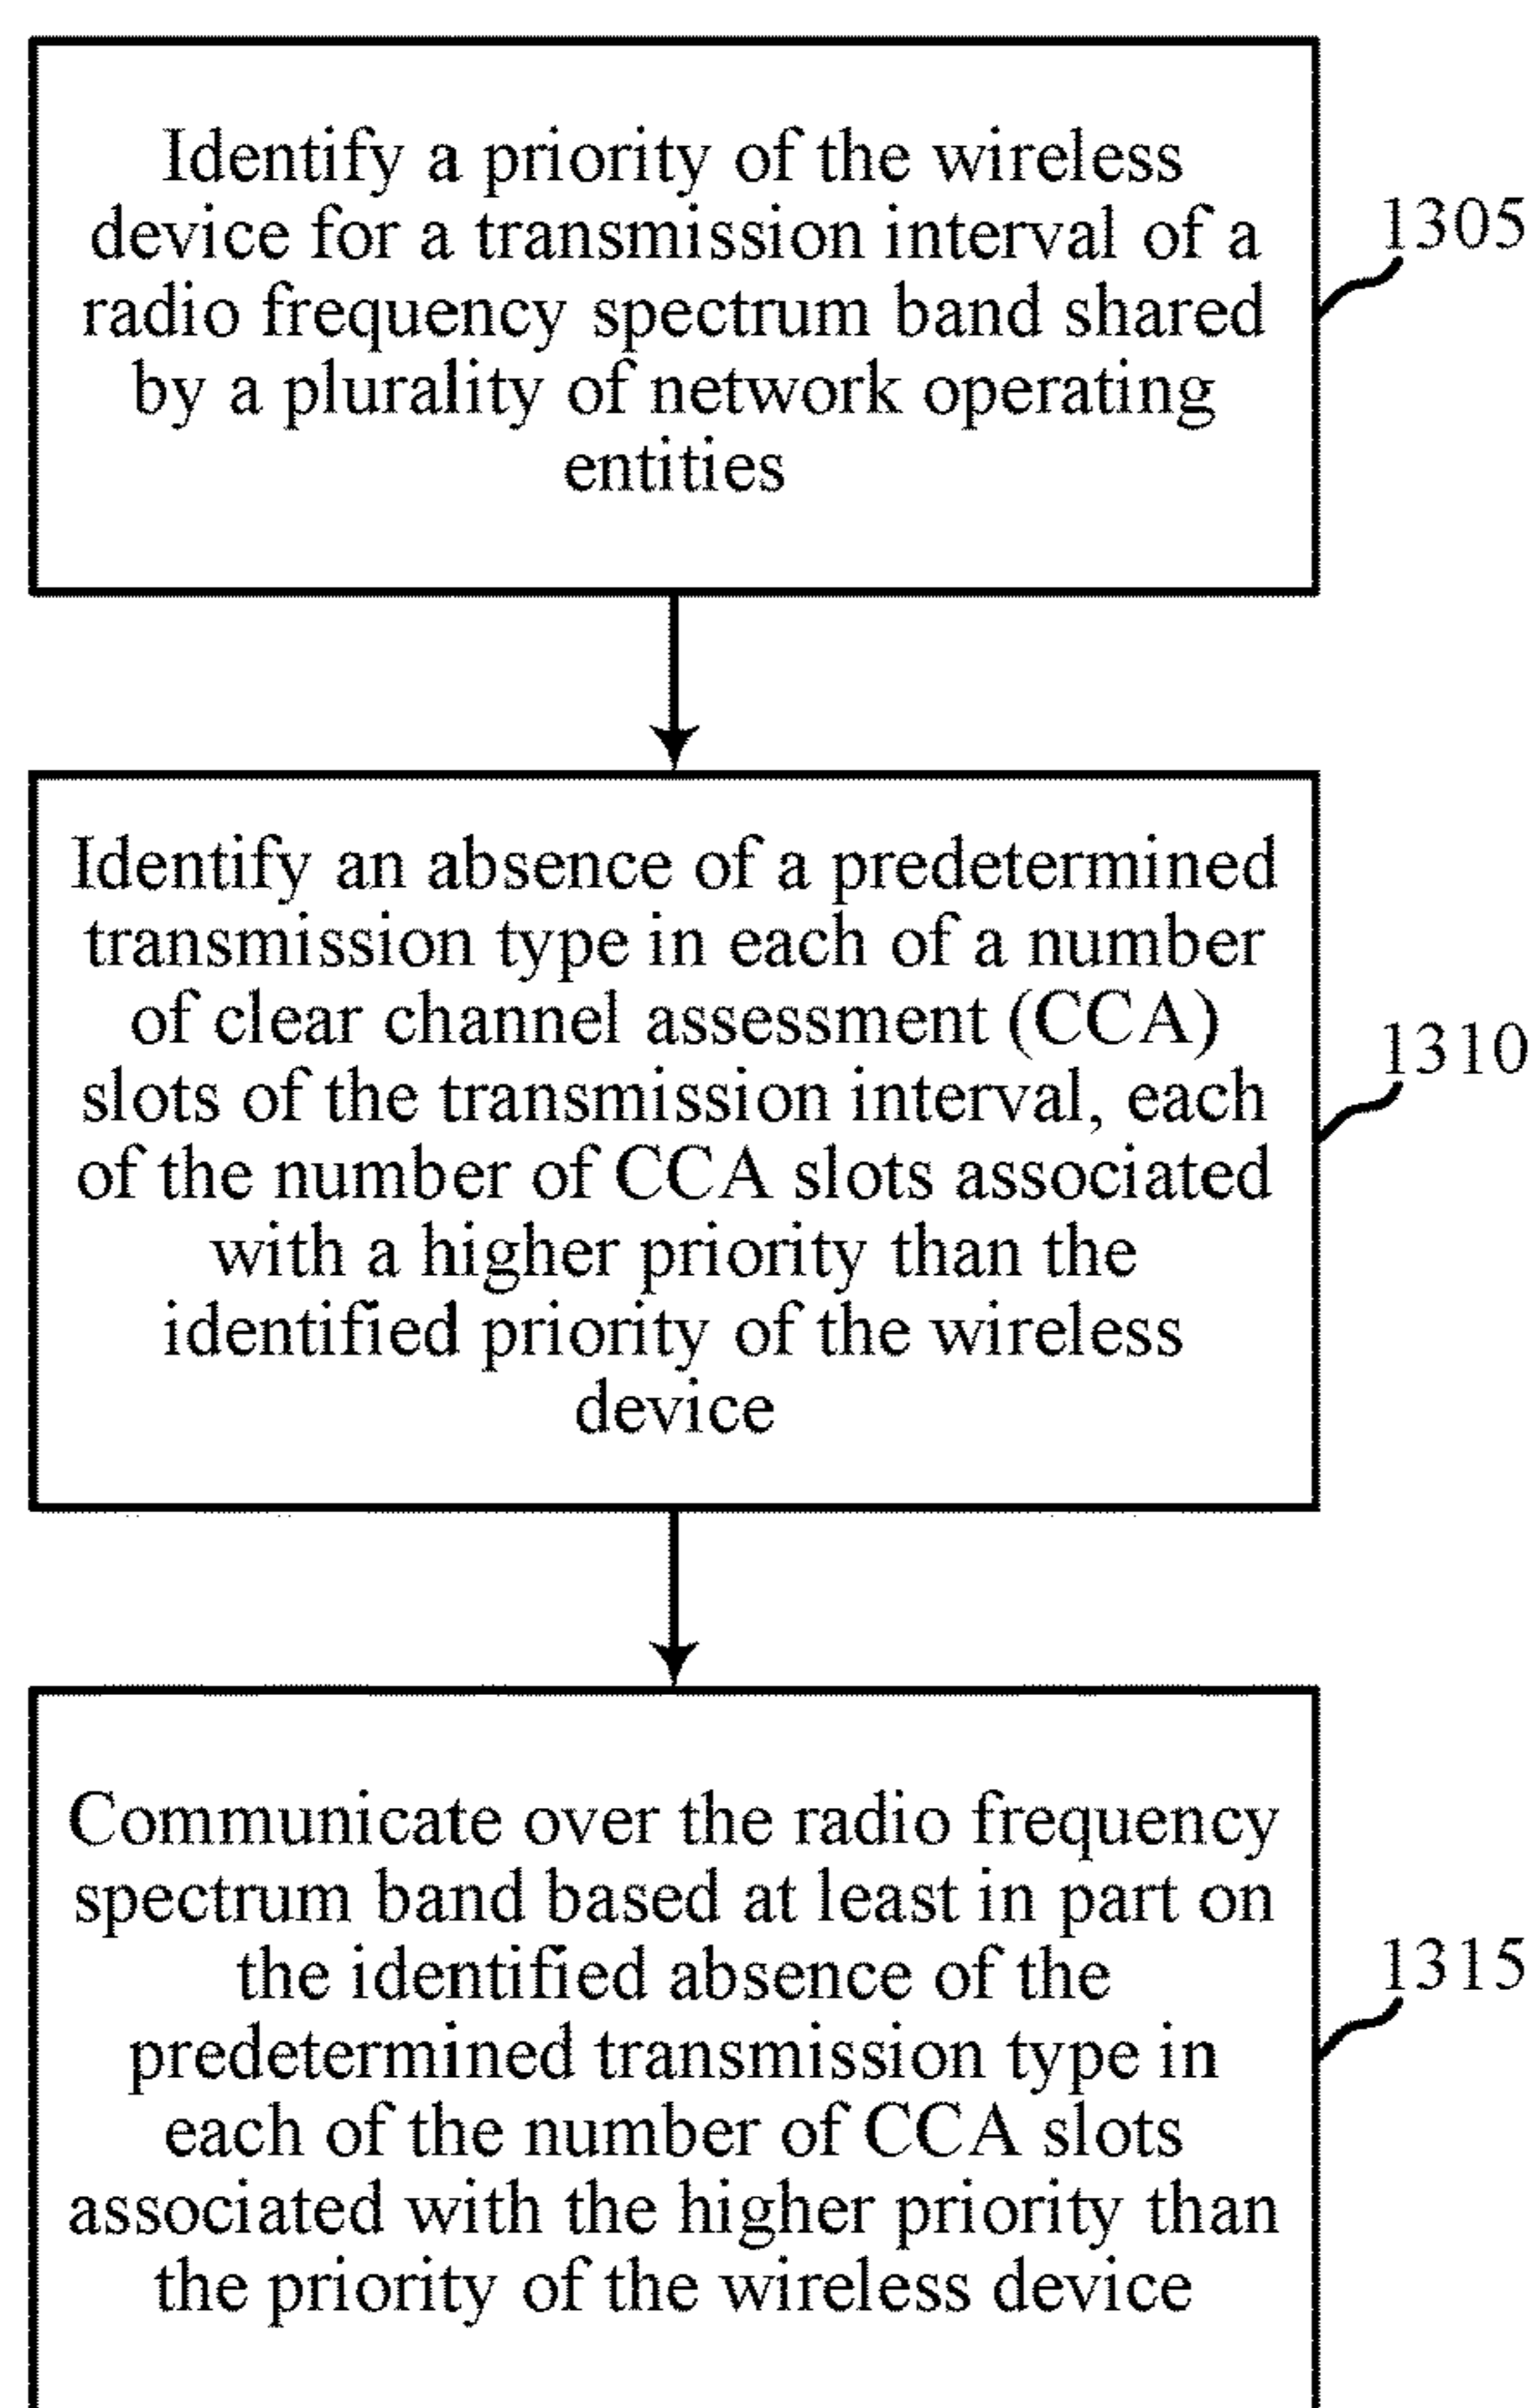 Identify a priority of the wireless
device for a transmission interval of a
radio frequency spectrum band shared
by a plurality of network operating
entities
1305
Identify an absence of a predetermined
transmission type in each of a number
of clear channel assessment (CCA)
slots of the transmission interval, each
of the number of CCA slots associated
with a higher priority than the
identified priority of the wireless
device
1310
Communicate over the radio frequency
spectrum band based at least in part on
the identified absence of the
predetermined transmission type in
each of the number of CCA slots
associated with the higher priority than
the priority of the wireless device
1315